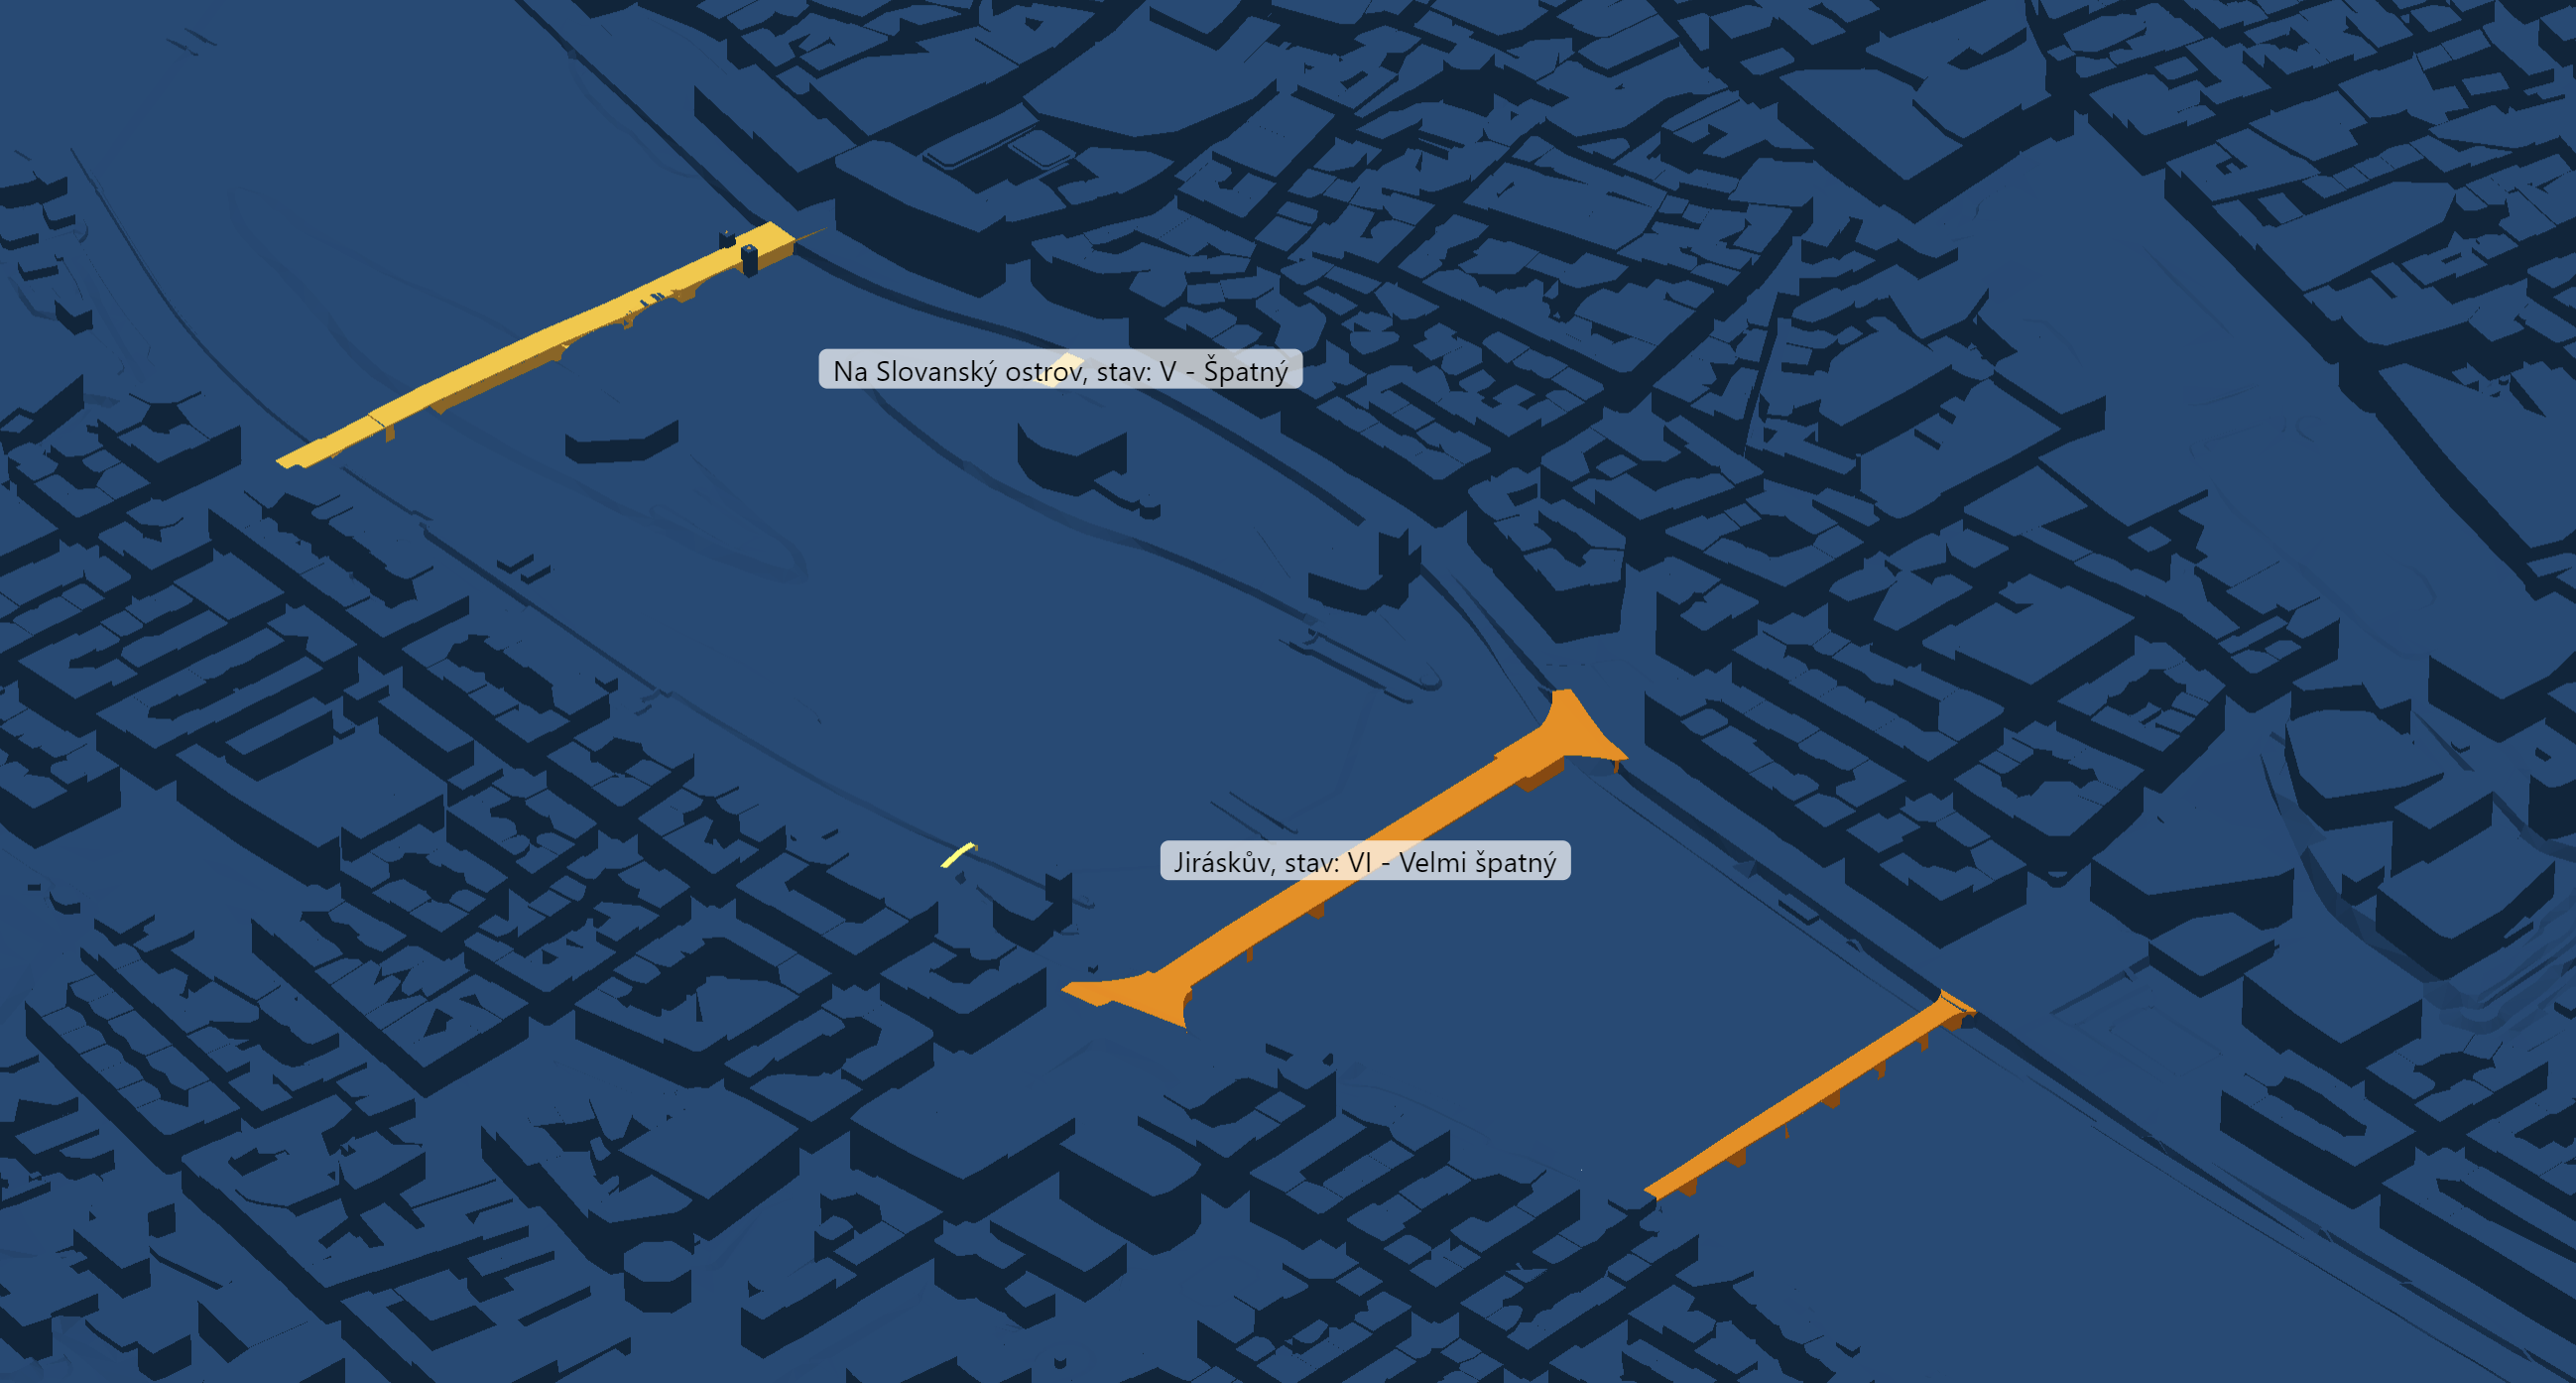 Na Slovanský ostrov, stav: V - Špatný
Jiráskův, stav: VI - Velmi špatný